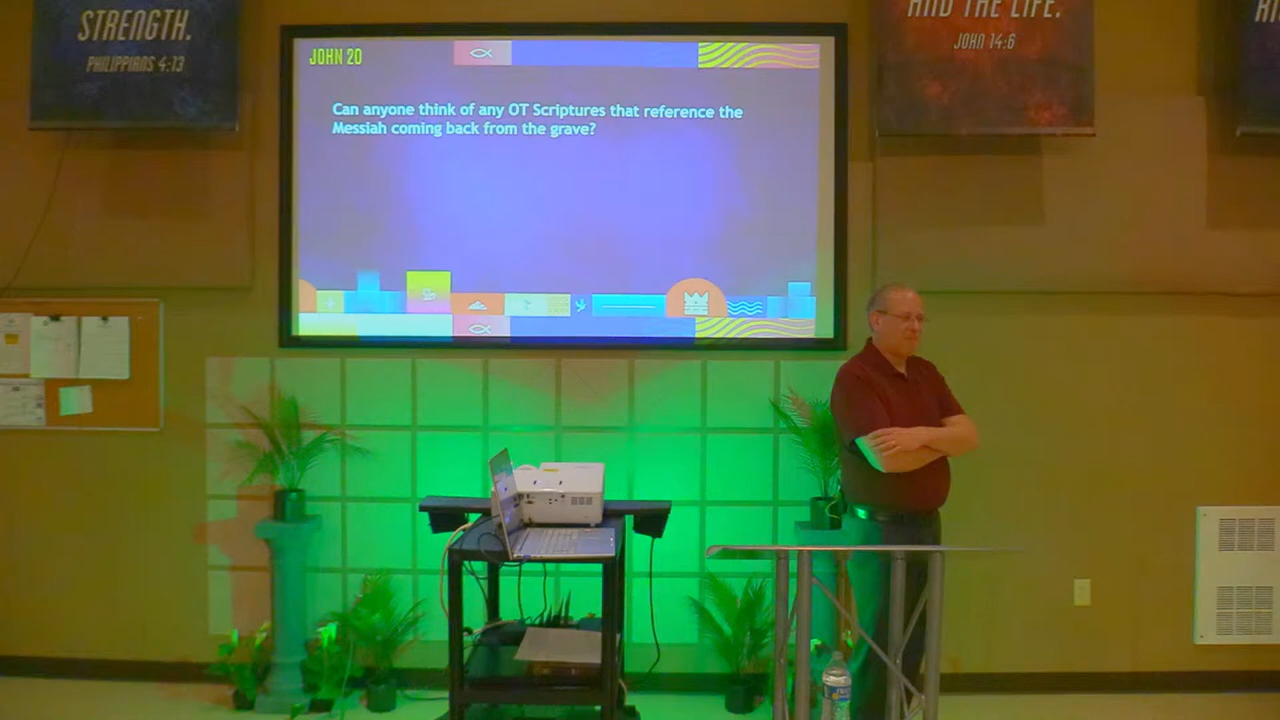 STRENGTH.
PHILIPPIANS 4:13
JOHN 20
Can anyone think of any OT Scriptures that reference the
Messiah coming back from the grave?
AND THE LIFE.
JOHN 14:6